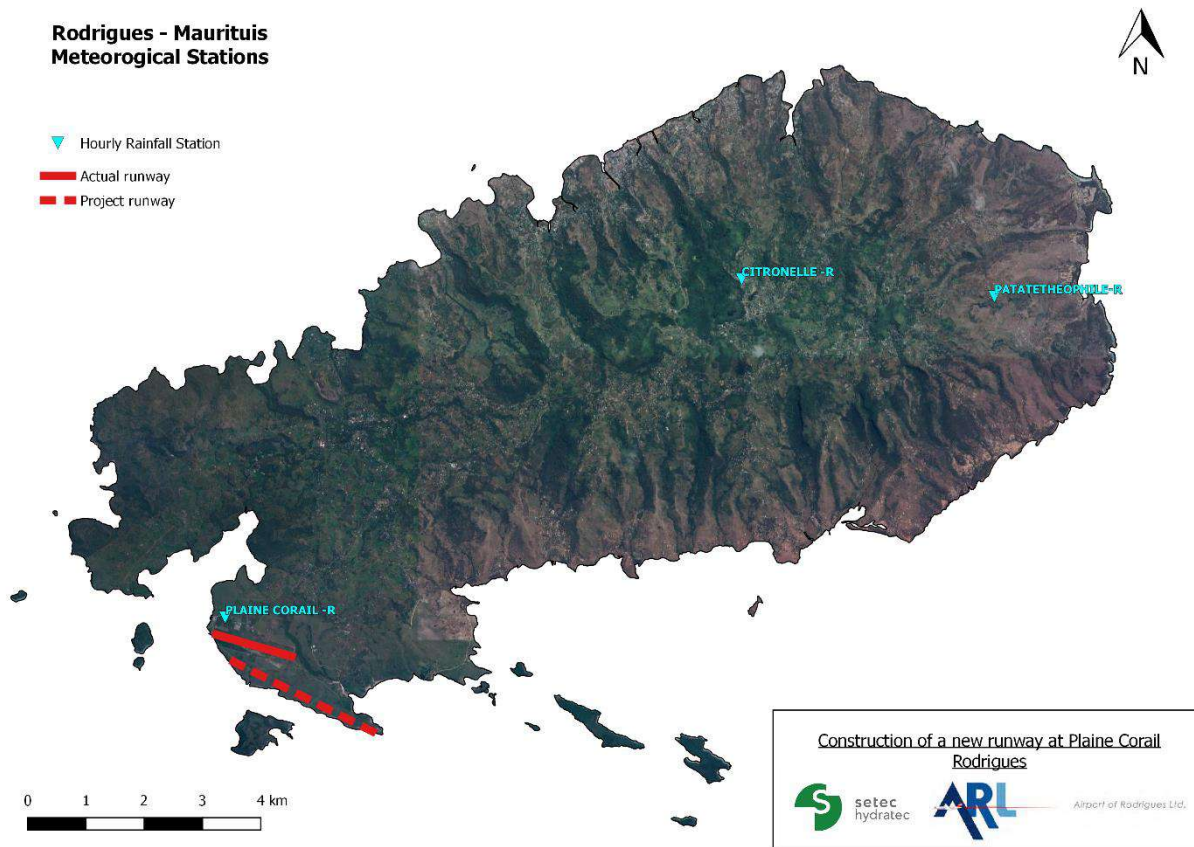 Rodrigues - Maurituis
Meteorogical Stations
N
Hourly Rainfall Station
Actual runway
Project runway
CITRONELLE -R
PATATETHEOPHILE-R
PLAINE CORAIL -R
0 1 2 3 4 km
Construction of a new runway at Plaine Corail
Rodrigues
S setec
hydratec
ARL
Airport of Rodrigues Ltd.